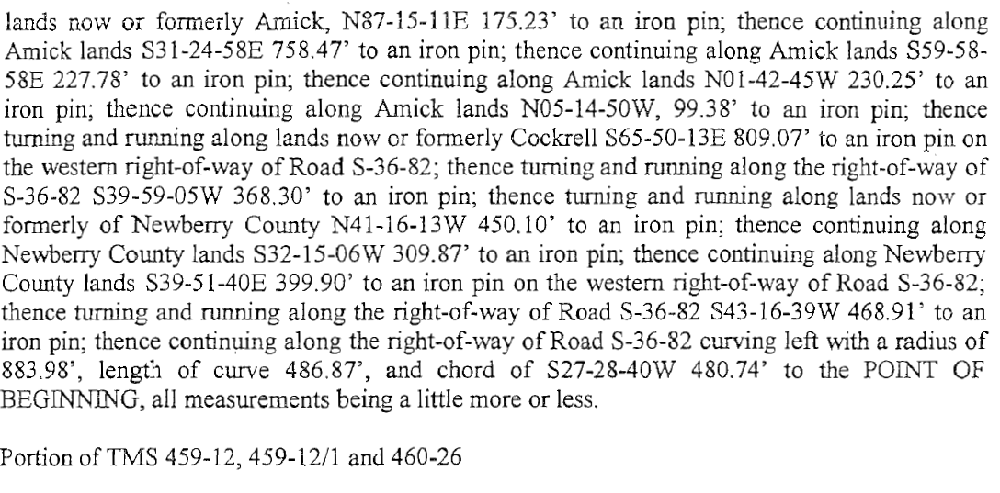 lands now or formerly Amick, N87-15-11E 175.23’ to an iron pin; thence continuing along
Amick lands S31-24-58E 758.47’ to an iron pin; thence continuing along Amick lands S59-58-
58E 227.78’ to an iron pin; thence continuing along Amick lands N01-42-45W 230.25’ to an
iron pin; thence continuing along Amick lands N05-14-50W, 99.38’ to an iron pin; thence
turning and running along lands now or formerly Cockrell S65-50-13E 809.07’ to an iron pin on
the western right-of-way of Road S-36-82; thence turning and running along the right-of-way of
S-36-82 S39-59-05W 368.30’ to an iron pin; thence turning and running along lands now or
formerly of Newberry County N41-16-13W 450.10’ to an iron pin; thence continuing along
Newberry County lands S32-15-06W 309.87’ to an iron pin; thence continuing along Newberry
County lands S39-51-40E 399.90’ to an iron pin on the western right-of-way of Road S-36-82;
thence turning and running along the right-of-way of Road S-36-82 S43-16-39W 468.91’ to an
iron pin; thence continuing along the right-of-way of Road S-36-82 curving left with a radius of
883.98’, length of curve 486.87’, and chord of S27-28-40W 480.74’ to the POINT OF
BEGINNING, all measurements being a little more or less.
Portion of TMS 459-12, 459-12/1 and 460-26